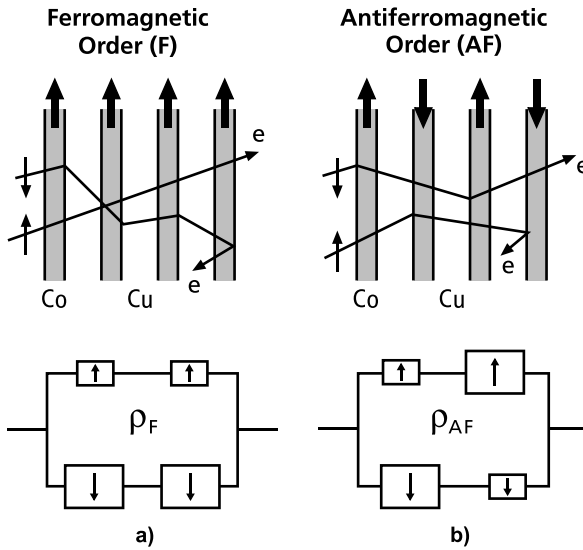 Ferromagnetic
Order (F)
Antiferromagnetic
Order (AF)
e
e
e
e
Co
Cu
Co
Cu
ρF
ρAF
a)
b)